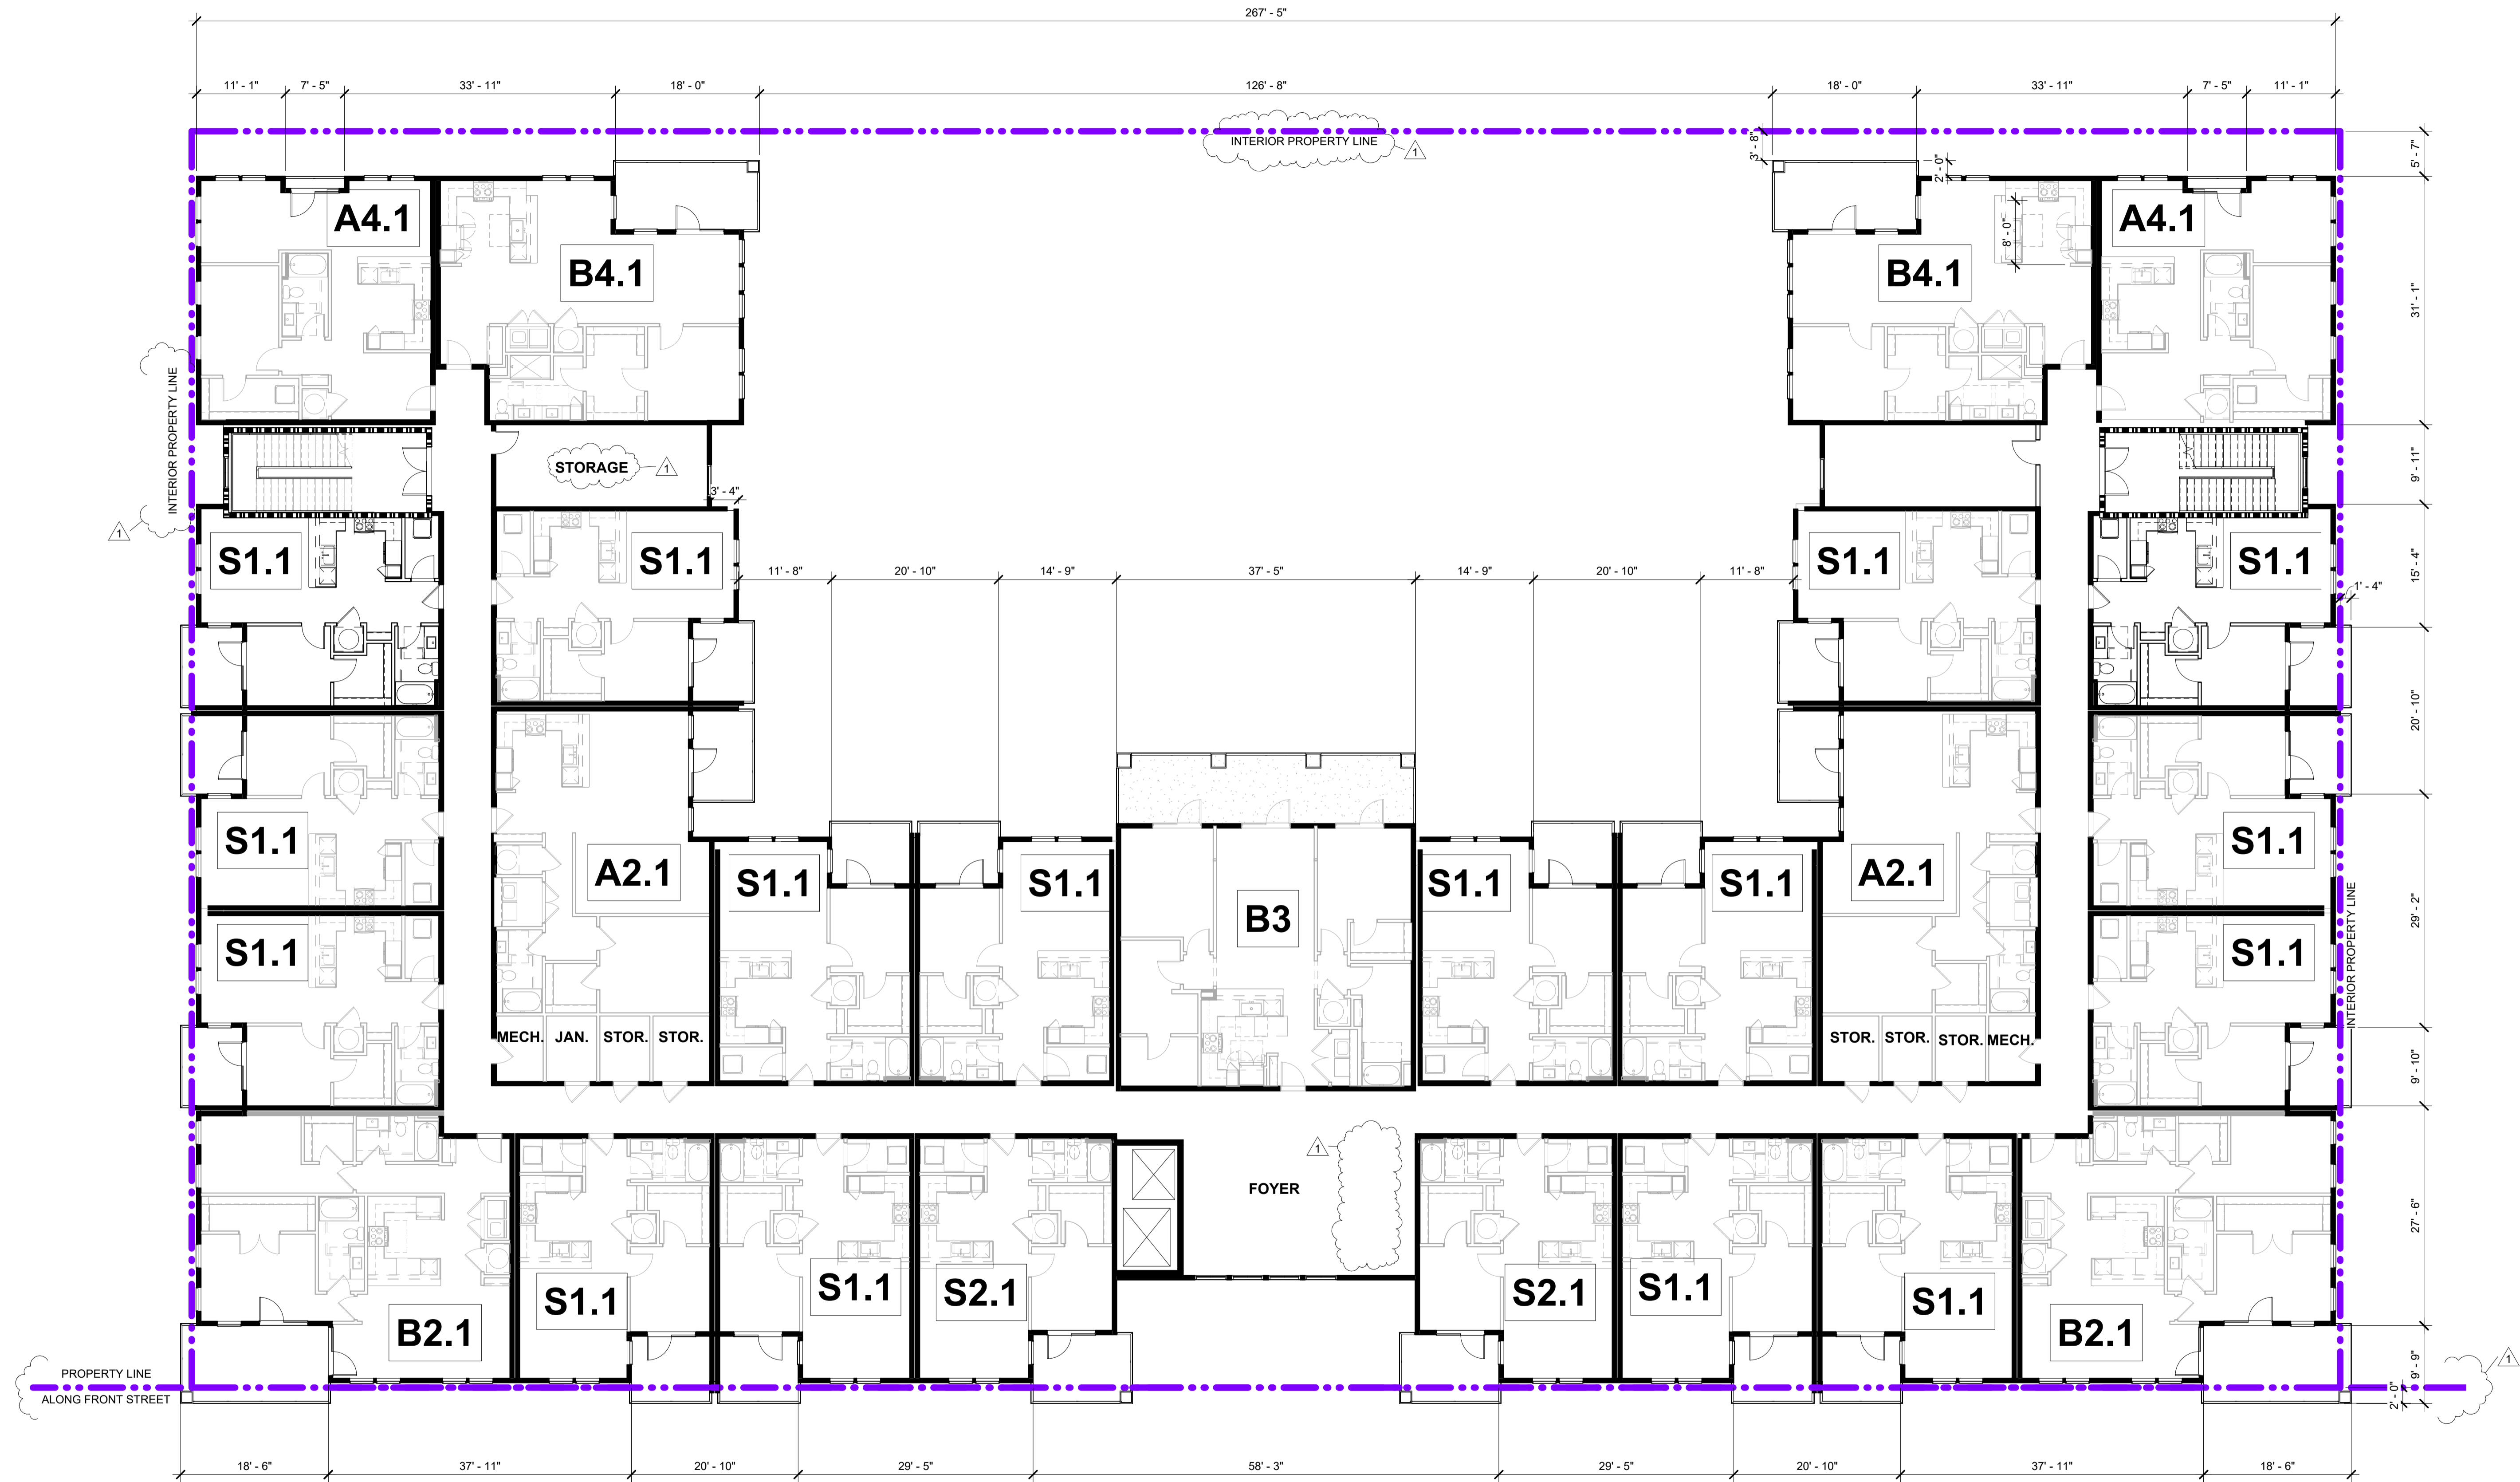 267' - 5"
11' - 1"
7' - 5"
33' - 11"
18' - 0"
126' - 8"
18' - 0"
33' - 11"
7' - 5"
11' - 1"
INTERIOR PROPERTY LINE
1
3' - 8"
2' - 0"
5' - 7"
A4.1
B4.1
B4.1
A4.1
8' - 0"
31' - 1"
INTERIOR PROPERTY LINE
1
STORAGE
1
3' - 4"
9' - 11"
S1.1
S1.1
S1.1
S1.1
11' - 8"
20' - 10"
14' - 9"
37' - 5"
14' - 9"
20' - 10"
11' - 8"
15' - 4"
1' - 4"
20' - 10"
S1.1
A2.1
S1.1
S1.1
B3
S1.1
S1.1
A2.1
S1.1
29' - 2"
INTERIOR PROPERTY LINE
S1.1
S1.1
MECH.
JAN.
STOR.
STOR.
STOR.
STOR.
STOR.
MECH.
9' - 10"
1
FOYER
27' - 6"
B2.1
S1.1
S1.1
S2.1
S2.1
S1.1
S1.1
B2.1
PROPERTY LINE
ALONG FRONT STREET
1
9' - 9"
2' - 0"
18' - 6"
37' - 11"
20' - 10"
29' - 5"
58' - 3"
29' - 5"
20' - 10"
37' - 11"
18' - 6"